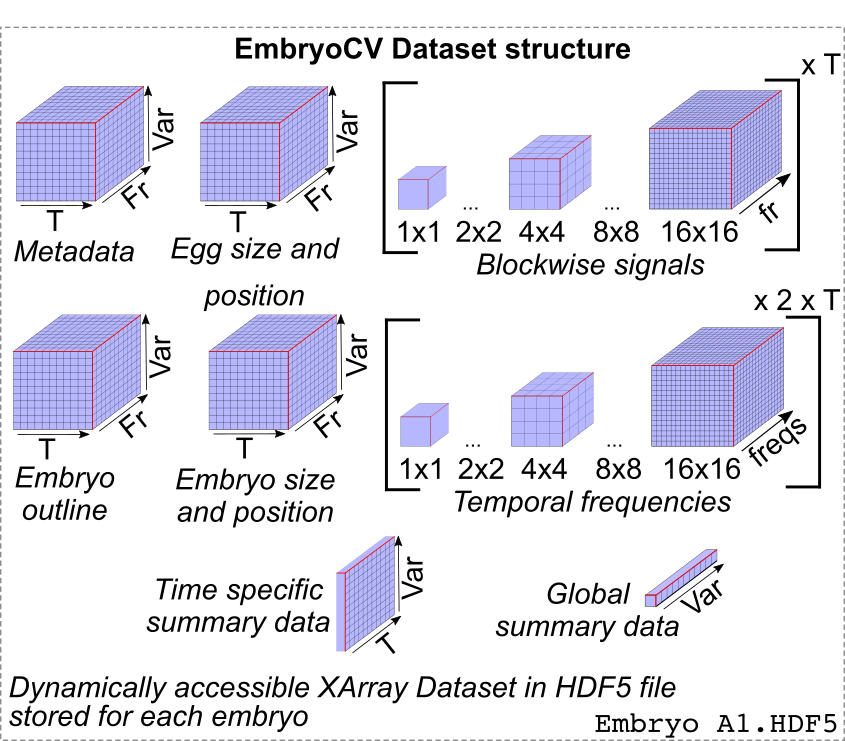 EmbryoCV Dataset structure
Var
Fr
T
Metadata
Var
Fr
T
Egg size and
position
x T
fr
1x1 ... 2x2 4x4 ... 8x8 16x16
Blockwise signals
Var
Fr
T
Embryo
outline
Var
Fr
T
Embryo size
and position
x 2 x T
freqs
1x1 ... 2x2 4x4 ... 8x8 16x16
Temporal frequencies
Time specific
summary data
Var
T
Global
summary data
Var
Dynamically accessible XArray Dataset in HDF5 file
stored for each embryo
Embryo A1.HDF5